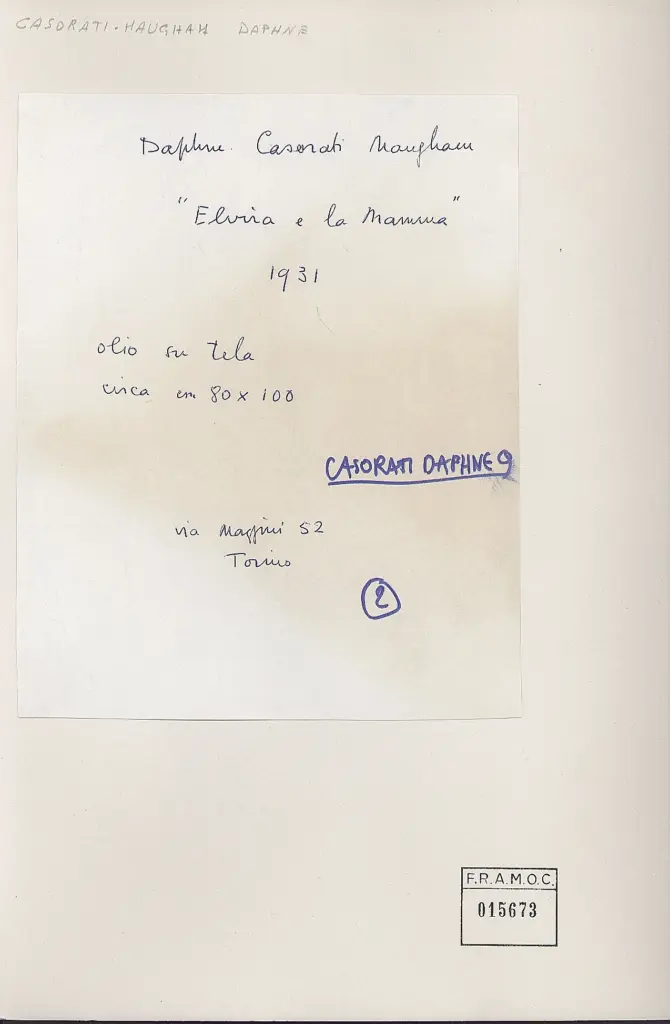 CASORATI-MAUGHAM DAPHNE
Daphne Casorati Maugham
"Elvira e la Mamma"
1931
olio su tela
circa cm 80 x 100
CASORATI DAPHNE 9
via Mazzini 52
Torino
2
F.R.A.M.O.C.
015673